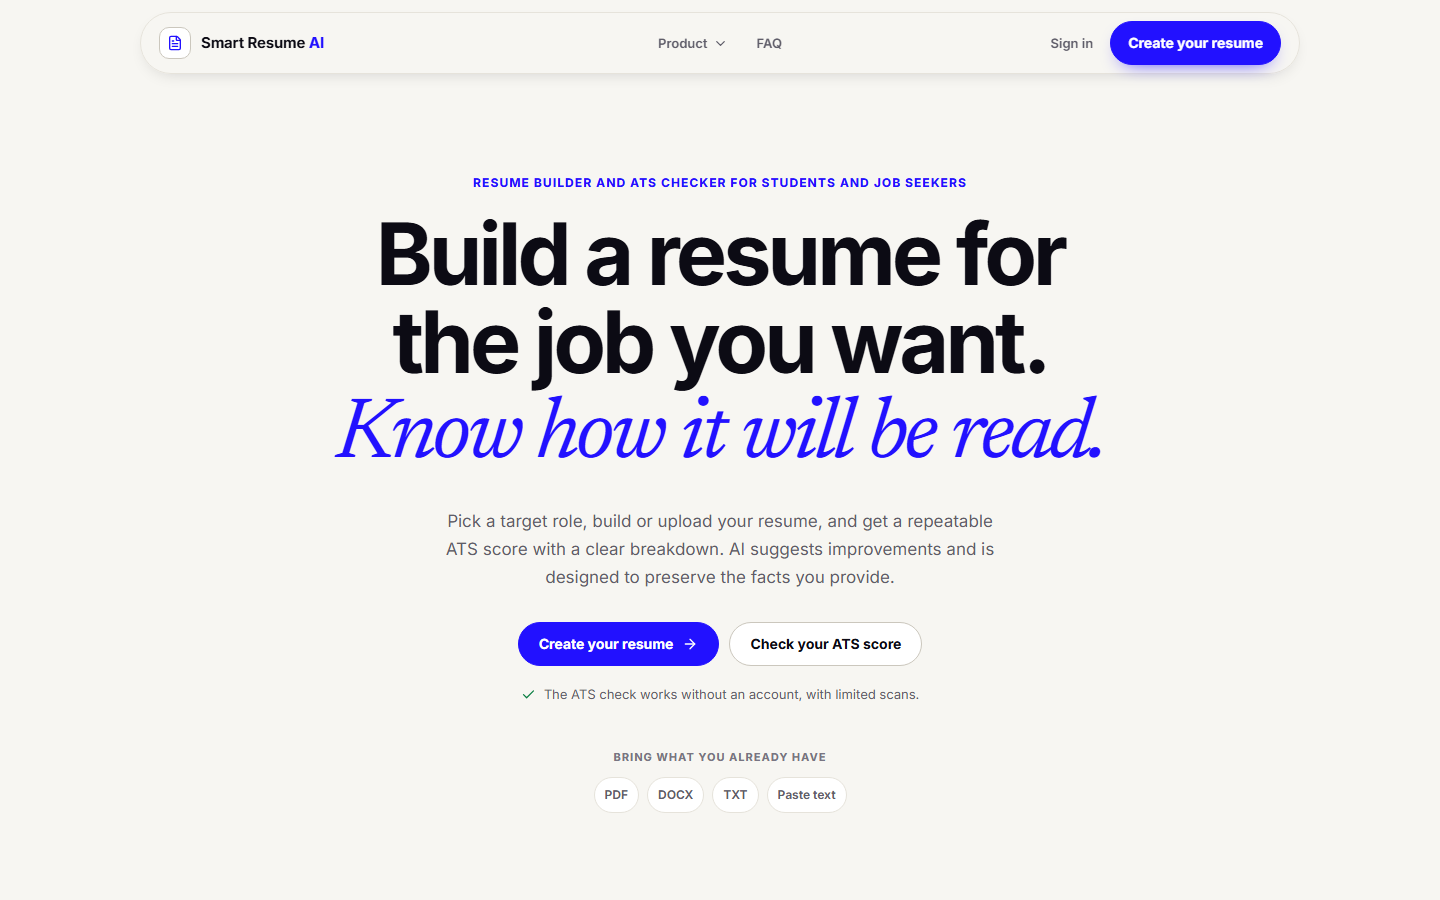 Smart Resume AI
Product
FAQ
Sign in
Create your resume
RESUME BUILDER AND ATS CHECKER FOR STUDENTS AND JOB SEEKERS
Build a resume for
the job you want.
Know how it will be read.
Pick a target role, build or upload your resume, and get a repeatable
ATS score with a clear breakdown. AI suggests improvements and is
designed to preserve the facts you provide.
Create your resume
Check your ATS score
The ATS check works without an account, with limited scans.
BRING WHAT YOU ALREADY HAVE
PDF
DOCX
TXT
Paste text